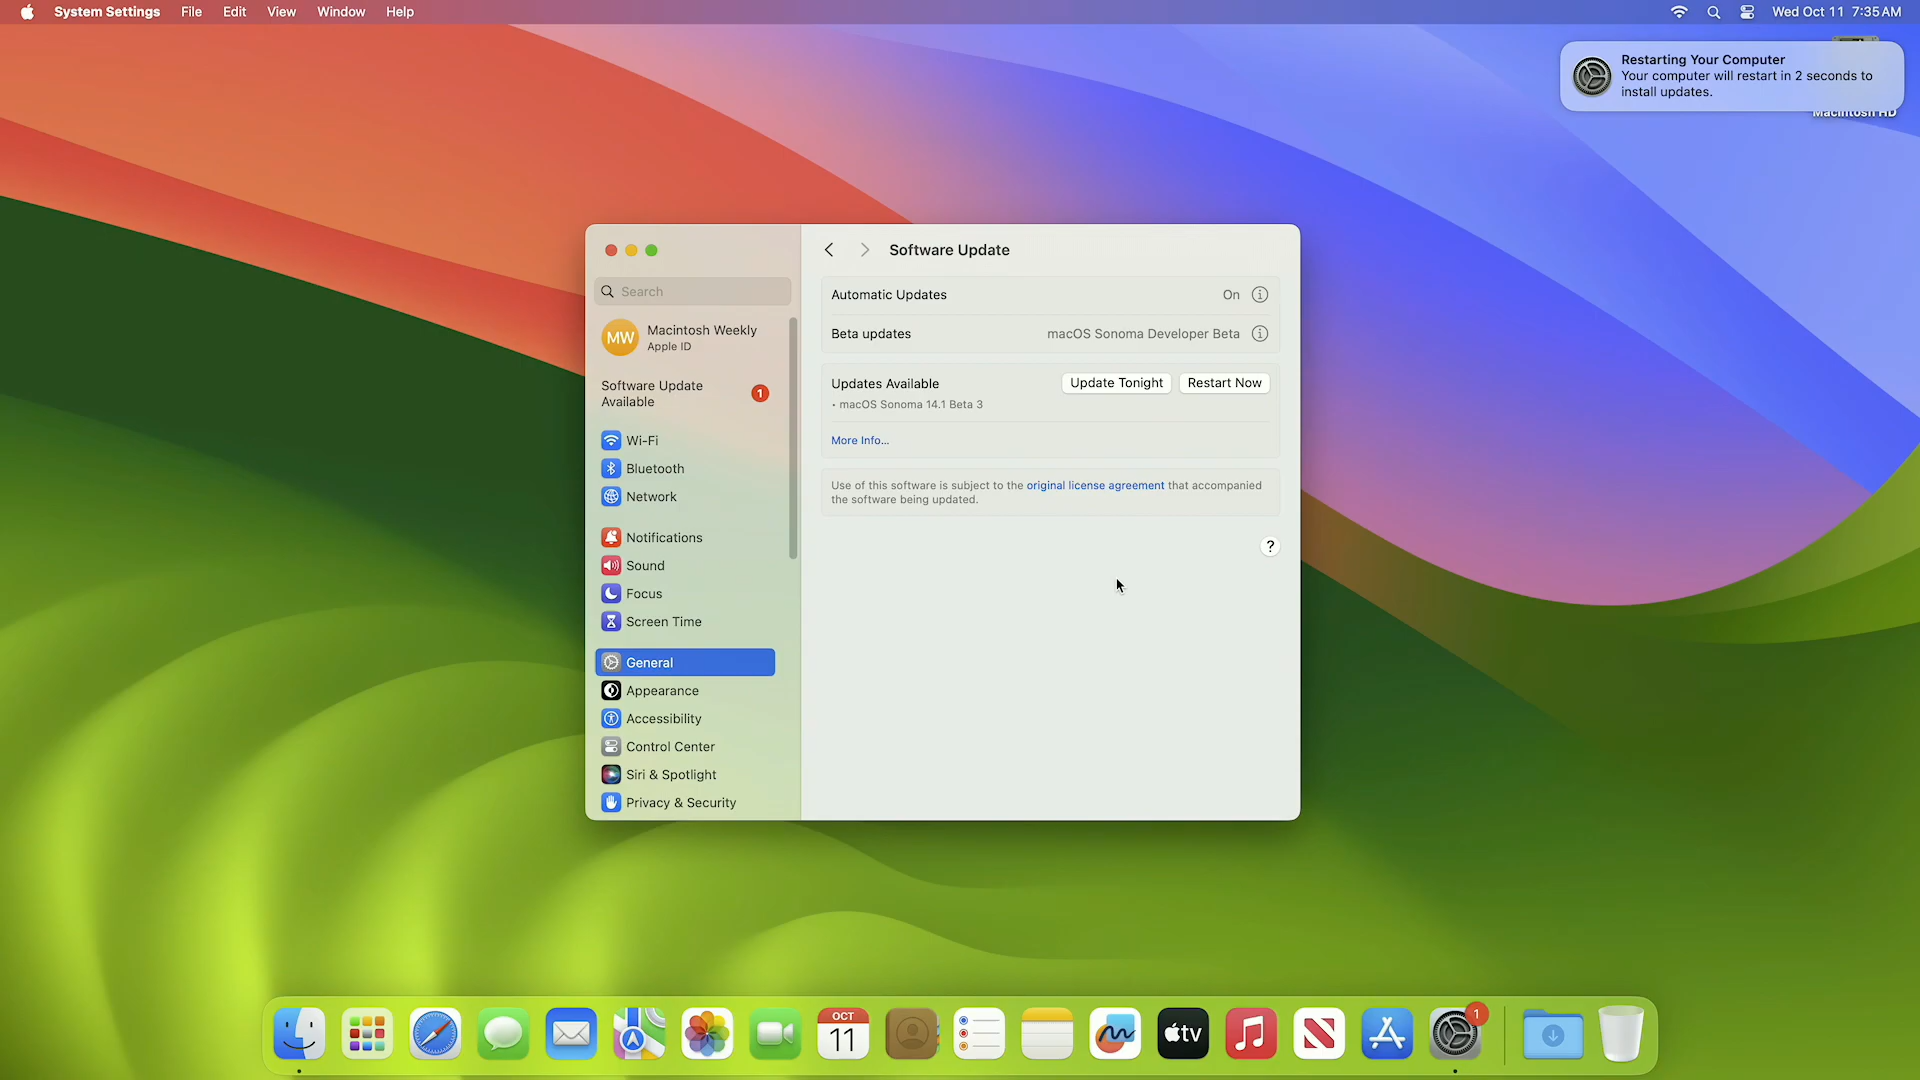 System Settings File Edit View Window Help
Wed Oct 11 7:35 AM
Restarting Your Computer
Your computer will restart in 2 seconds to
install updates.
Macintosh HD
Software Update
Search
MW
Macintosh Weekly
Apple ID
Software Update
Available
1
Wi-Fi
Bluetooth
Network
Notifications
Sound
Focus
Screen Time
General
Appearance
Accessibility
Control Center
Siri & Spotlight
Privacy & Security
Automatic Updates On
Beta updates macOS Sonoma Developer Beta
Updates Available Update Tonight Restart Now
• macOS Sonoma 14.1 Beta 3
More Info...
Use of this software is subject to the original license agreement that accompanied
the software being updated.
?
OCT
11
tv
1